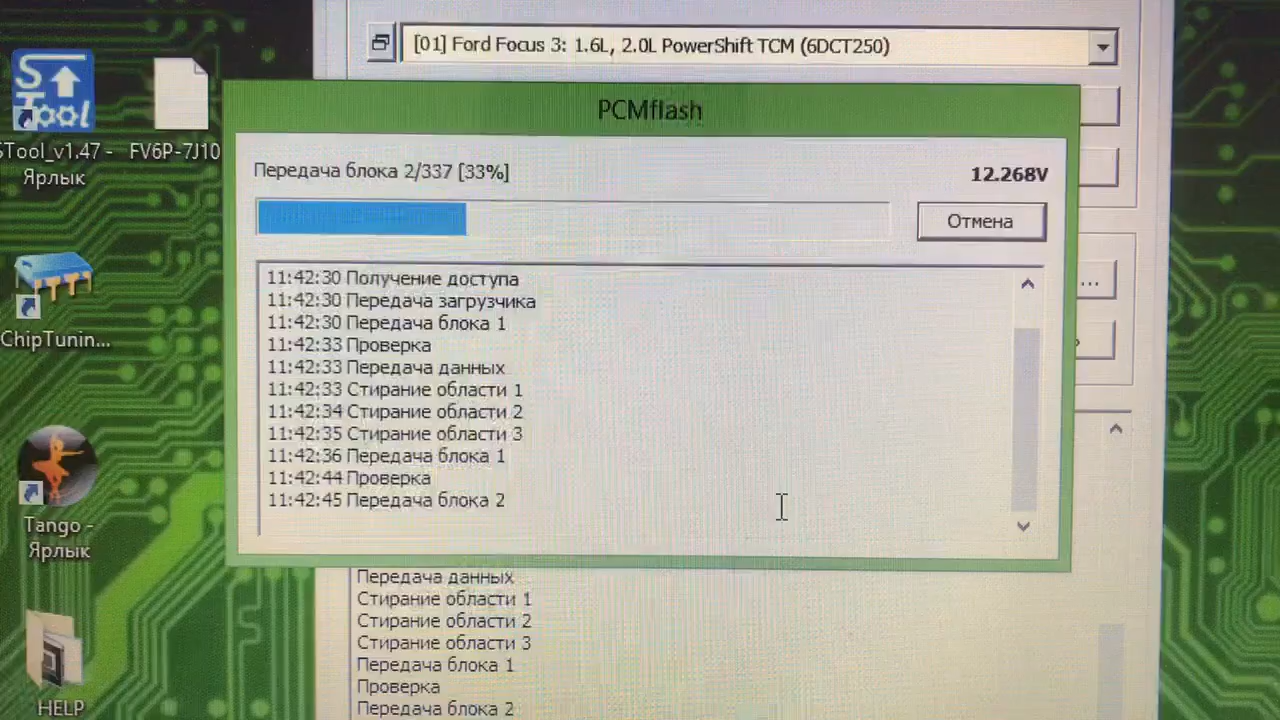 [01] Ford Focus 3: 1.6L, 2.0L PowerShift TCM (6DCT250)
PCMflash
Передача блока 2/337 [33%]
12.268V
Отмена
11:42:30 Получение доступа
11:42:30 Передача загрузчика
11:42:30 Передача блока 1
11:42:33 Проверка
11:42:33 Передача данных
11:42:33 Стирание области 1
11:42:34 Стирание области 2
11:42:35 Стирание области 3
11:42:36 Передача блока 1
11:42:44 Проверка
11:42:45 Передача блока 2
Передача данных
Стирание области 1
Стирание области 2
Стирание области 3
Передача блока 1
Проверка
Передача блока 2
S
Tool
STool_v1.47 -
Ярлык
FV6P-7J10
ChipTunin...
Tango -
Ярлык
HELP
...